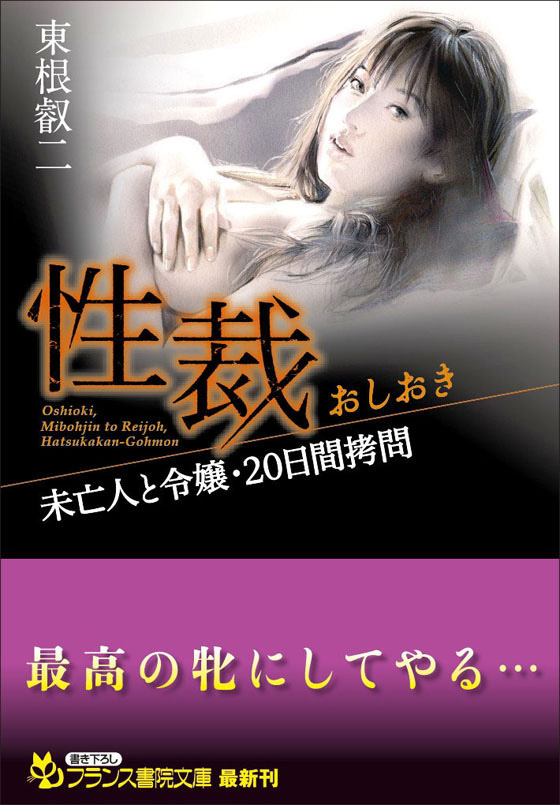 東根叡二
性裁
おしおき
Oshioki,
Mibohjin to Reijoh,
Hatsukakan-Gohmon
未亡人と令嬢・20日間拷問
最高の牝にしてやる…
書き下ろし
フランス書院文庫 最新刊